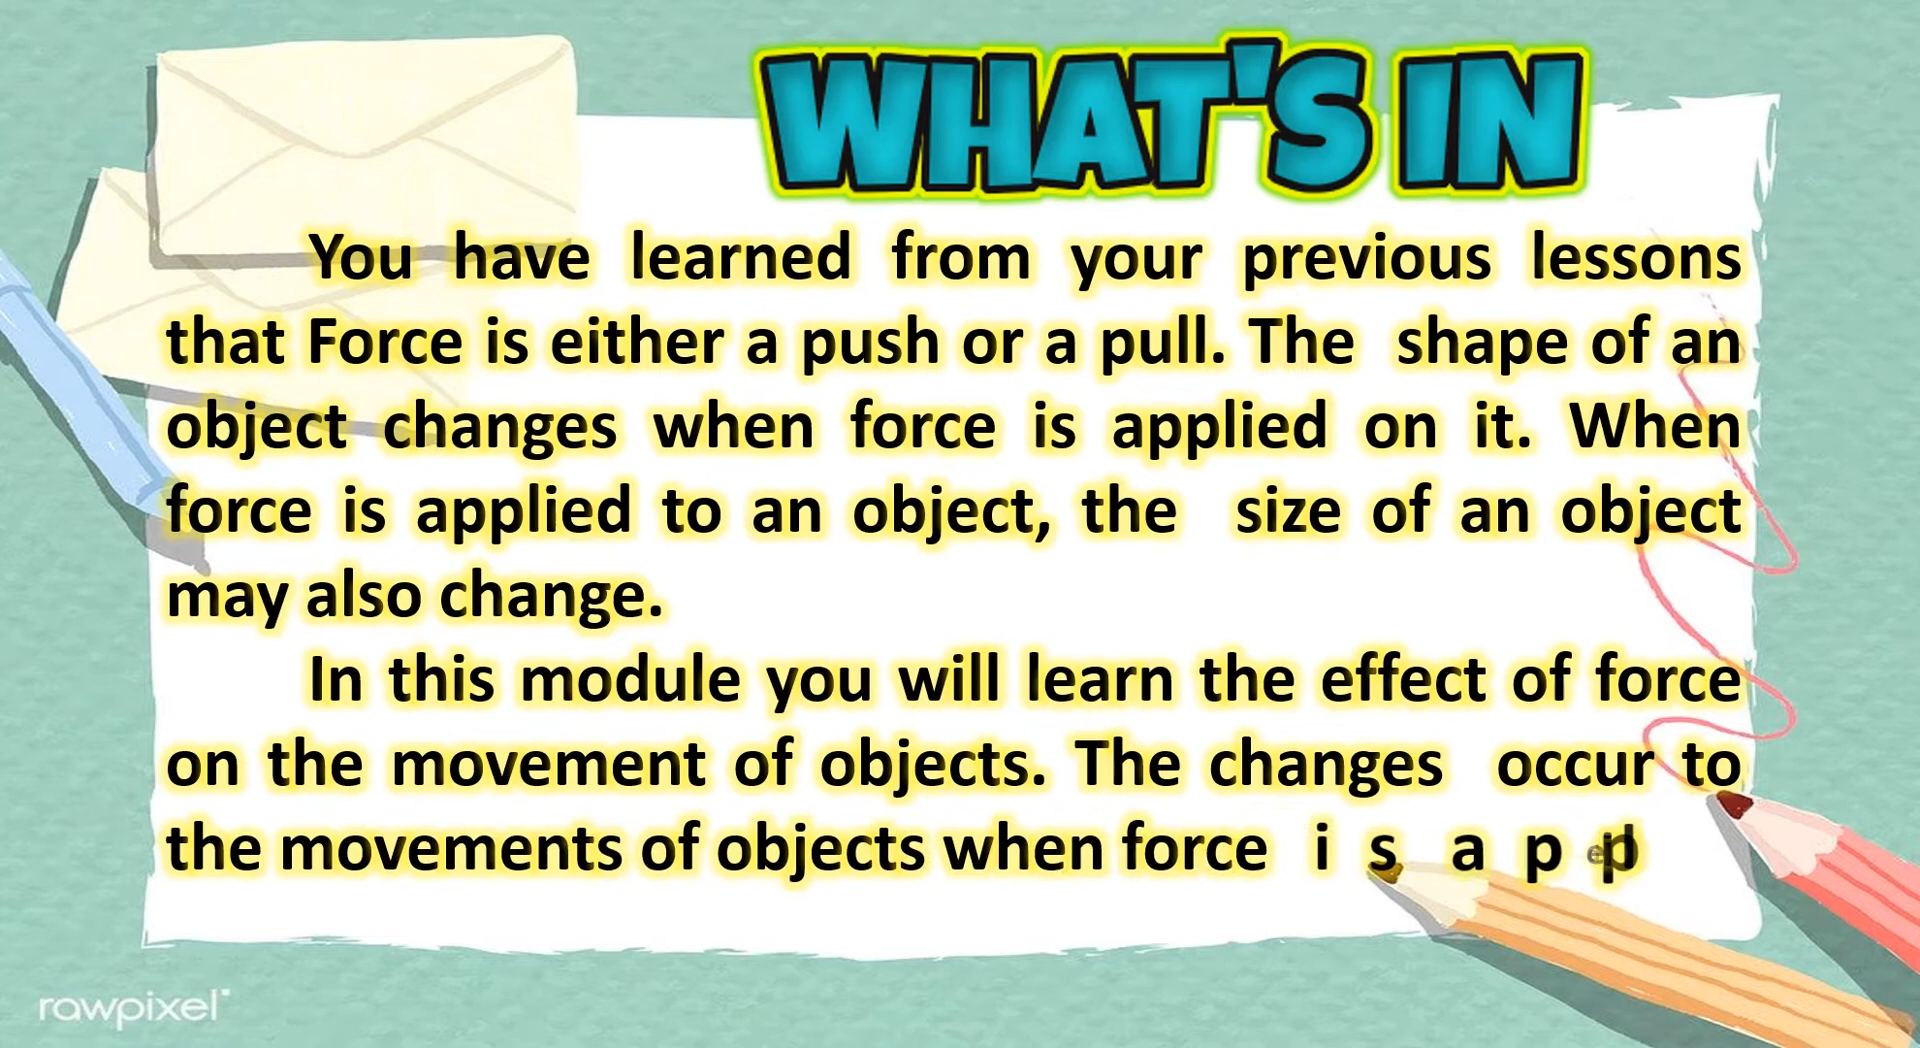 WHAT'S IN
You have learned from your previous lessons
that Force is either a push or a pull. The shape of an
object changes when force is applied on it. When
force is applied to an object, the size of an object
may also change.
In this module you will learn the effect of force
on the movement of objects. The changes occur to
the movements of objects when force i s
rawpixel